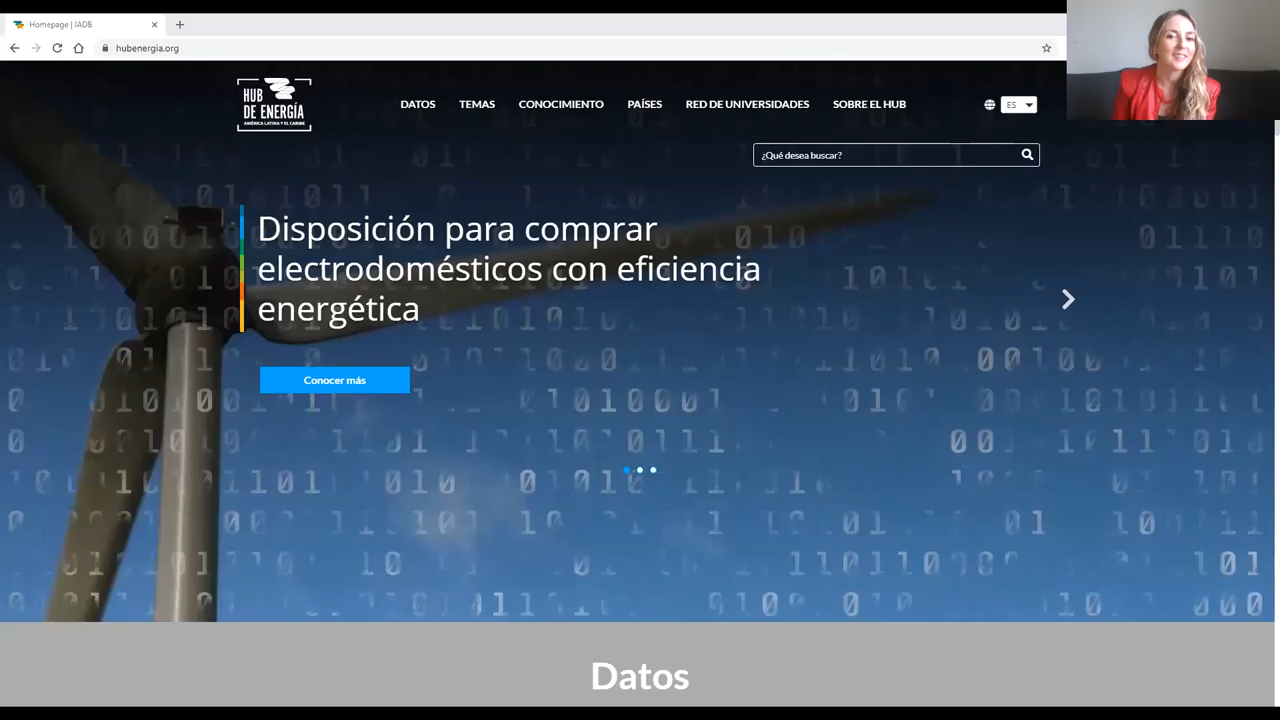 Homepage | IADB
hubenergia.org
HUB
DE ENERGÍA
AMÉRICA LATINA Y EL CARIBE
DATOS
TEMAS
CONOCIMIENTO
PAÍSES
RED DE UNIVERSIDADES
SOBRE EL HUB
ES
¿Qué desea buscar?
Disposición para comprar
electrodomésticos con eficiencia
energética
Conocer más
Datos